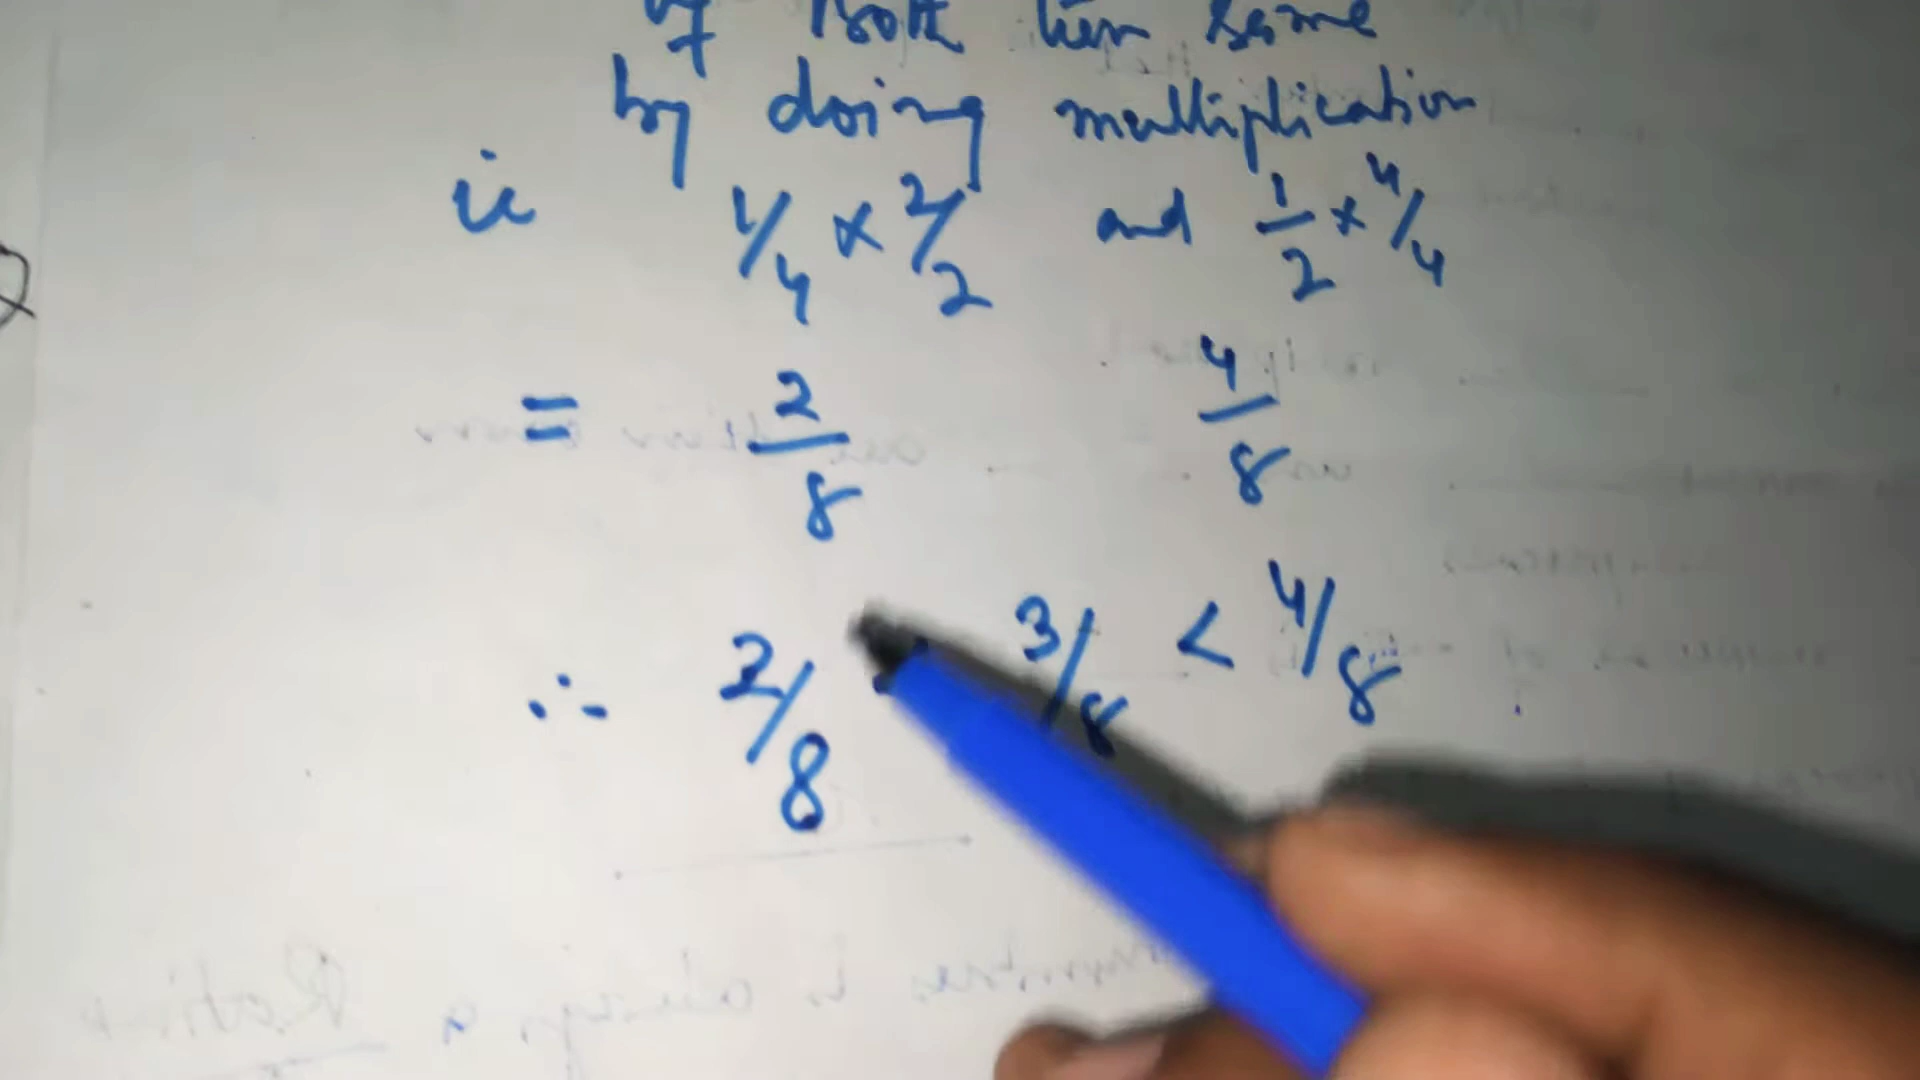 of Both them same
by doing multiplication
ie 1/4 × 2/2 and 1/2 × 4/4
= 2/8 4/8
∴ 2/8 3/8 < 4/8